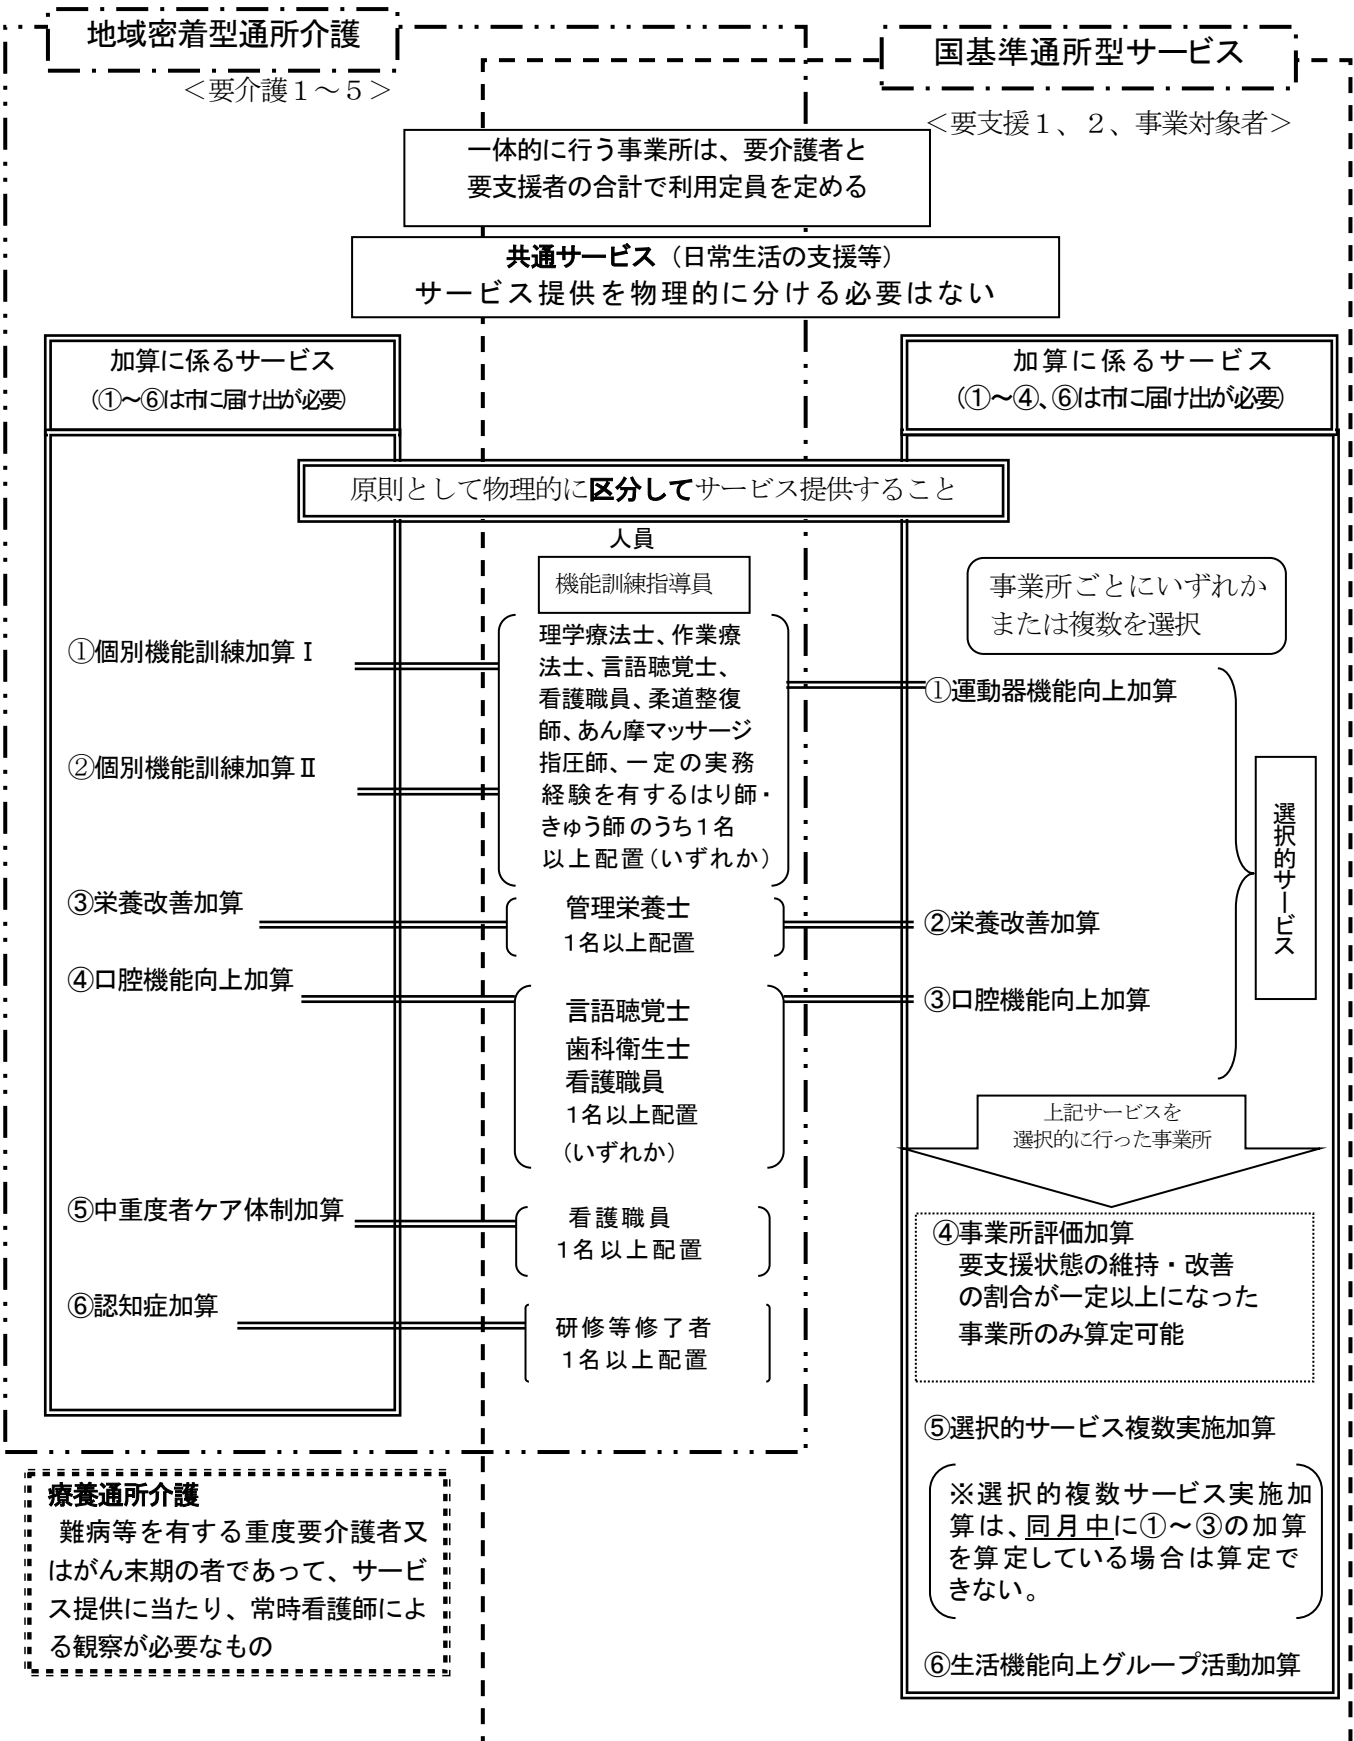 地域密着型通所介護
＜要介護１～５＞
国基準通所型サービス
＜要支援１、２、事業対象者＞
一体的に行う事業所は、要介護者と
要支援者の合計で利用定員を定める
共通サービス（日常生活の支援等）
サービス提供を物理的に分ける必要はない
加算に係るサービス
（①～⑥は市に届け出が必要）
加算に係るサービス
（①～④、⑥は市に届け出が必要）
原則として物理的に区分してサービス提供すること
人員
機能訓練指導員
理学療法士、作業療
法士、言語聴覚士、
看護職員、柔道整復
師、あん摩マッサージ
指圧師、一定の実務
経験を有するはり師・
きゅう師のうち１名
以上配置（いずれか）
①個別機能訓練加算Ⅰ
②個別機能訓練加算Ⅱ
③栄養改善加算
④口腔機能向上加算
⑤中重度者ケア体制加算
⑥認知症加算
管理栄養士
１名以上配置
言語聴覚士
歯科衛生士
看護職員
１名以上配置
（いずれか）
看護職員
１名以上配置
研修等修了者
１名以上配置
事業所ごとにいずれか
または複数を選択
①運動器機能向上加算
②栄養改善加算
③口腔機能向上加算
選択的サービス
上記サービスを
選択的に行った事業所
④事業所評価加算
要支援状態の維持・改善
の割合が一定以上になった
事業所のみ算定可能
⑤選択的サービス複数実施加算
※選択的複数サービス実施加
算は、同月中に①～③の加算
を算定している場合は算定で
きない。
⑥生活機能向上グループ活動加算
療養通所介護
難病等を有する重度要介護者又
はがん末期の者であって、サービ
ス提供に当たり、常時看護師によ
る観察が必要なもの